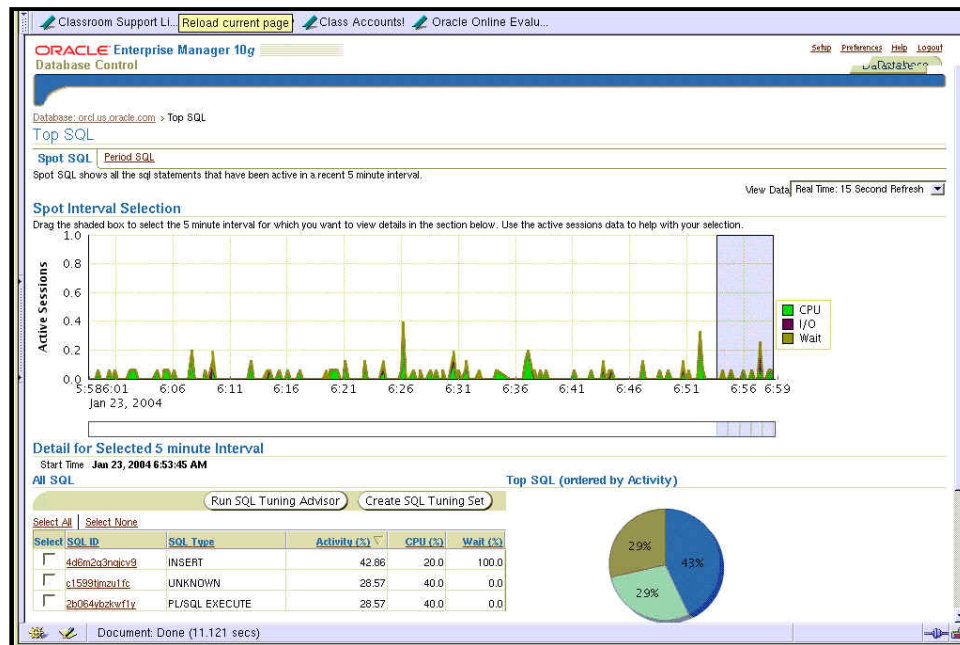 Classroom Support Li... Reload current page Class Accounts! Oracle Online Evalu...
ORACLE Enterprise Manager 10g
Database Control
Setup Preferences Help Logout
Database
Database: orcl.us.oracle.com > Top SQL
Top SQL
Spot SQL Period SQL
Spot SQL shows all the sql statements that have been active in a recent 5 minute interval.
View Data Real Time: 15 Second Refresh
Spot Interval Selection
Drag the shaded box to select the 5 minute interval for which you want to view details in the section below. Use the active sessions data to help with your selection.
1.0
0.8
0.6
0.4
0.2
0.0
Active Sessions
CPU
I/O
Wait
5:58 6:01 6:06 6:11 6:16 6:21 6:26 6:31 6:36 6:41 6:46 6:51 6:56 6:59
Jan 23, 2004
Detail for Selected 5 minute Interval
Start Time Jan 23, 2004 6:53:45 AM
All SQL
Run SQL Tuning Advisor Create SQL Tuning Set
Select All Select None
Select SQL ID SQL Type Activity (%) CPU (%) Wait (%)
4d6m2q3nqjcv9 INSERT 42.86 20.0 100.0
c1599tjmzu1fc UNKNOWN 28.57 40.0 0.0
2b064ybzkwf1y PL/SQL EXECUTE 28.57 40.0 0.0
Top SQL (ordered by Activity)
29%
43%
29%
Document: Done (11.121 secs)